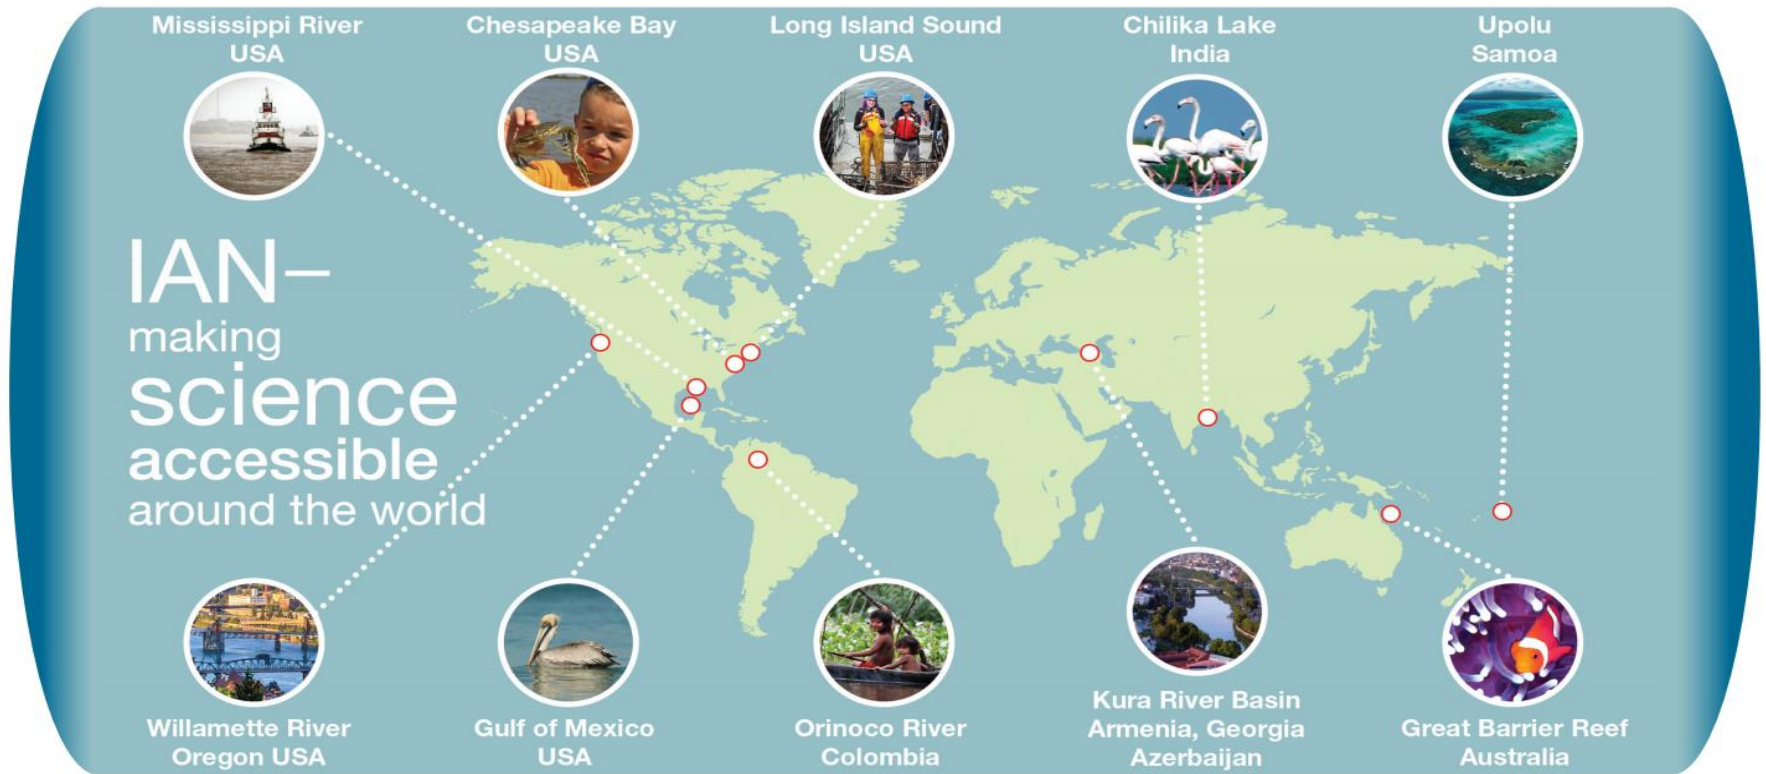 Mississippi River
USA
Chesapeake Bay
USA
Long Island Sound
USA
Chilika Lake
India
Upolu
Samoa
IAN–
making
science
accessible
around the world
Willamette River
Oregon USA
Gulf of Mexico
USA
Orinoco River
Colombia
Kura River Basin
Armenia, Georgia
Azerbaijan
Great Barrier Reef
Australia